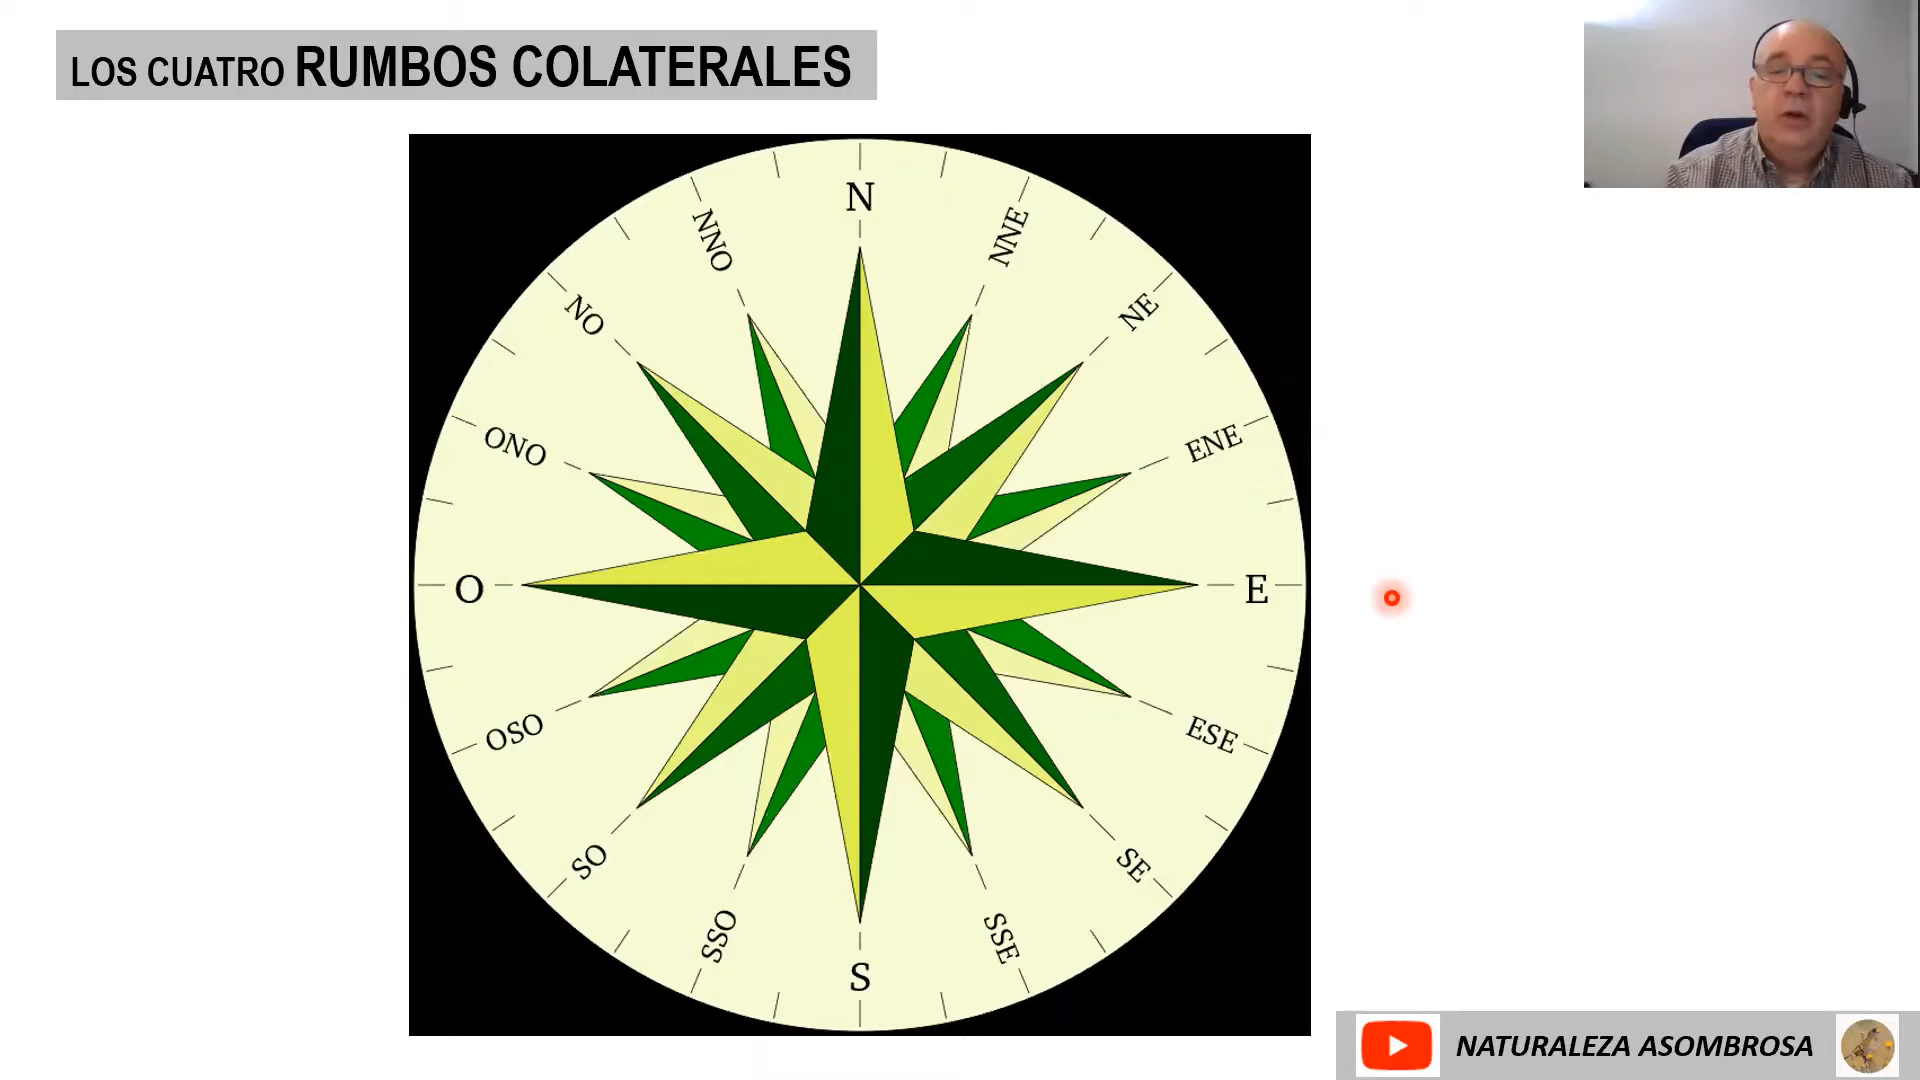 LOS CUATRO RUMBOS COLATERALES
N
NNO
NNE
NO
NE
ONO
ENE
O
E
OSO
ESE
SO
SE
SSO
SSE
S
NATURALEZA ASOMBROSA